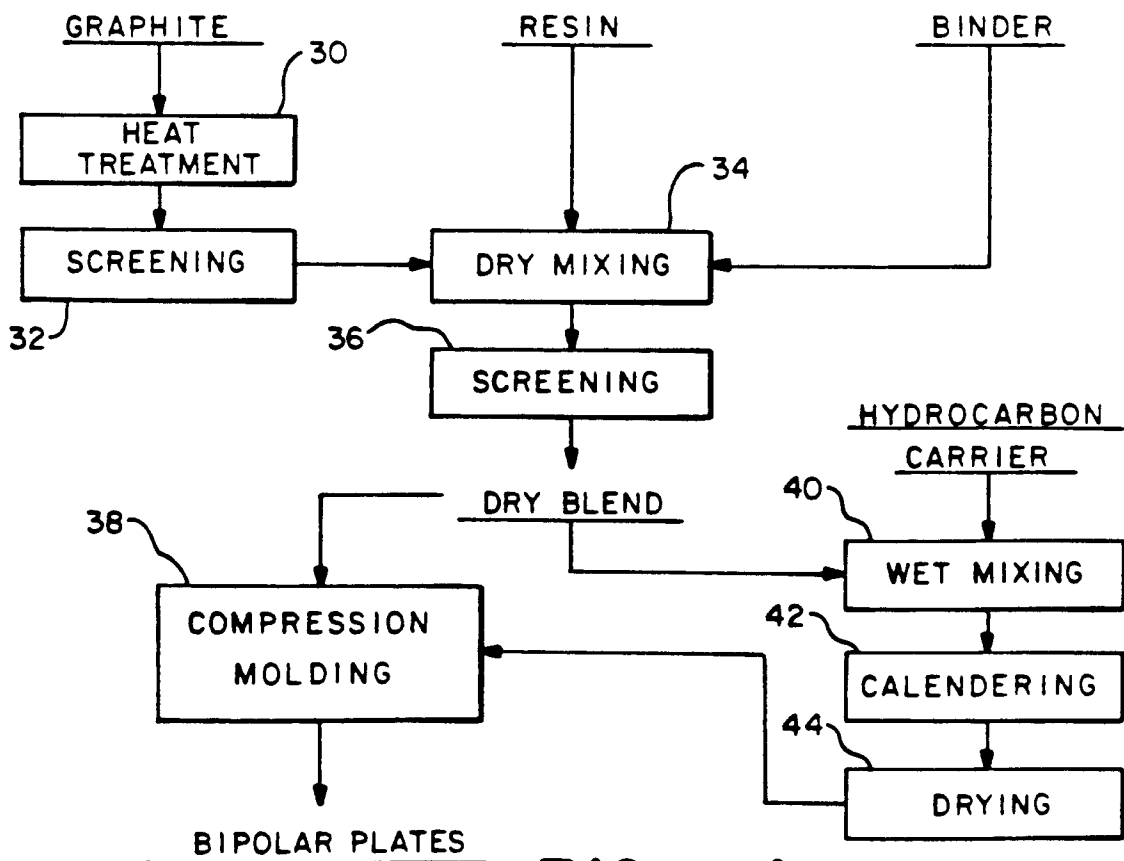 GRAPHITE
RESIN
BINDER
30
HEAT
TREATMENT
34
SCREENING
DRY MIXING
32
36
SCREENING
HYDROCARBON
CARRIER
40
DRY BLEND
38
WET MIXING
COMPRESSION
MOLDING
42
CALENDERING
44
DRYING
BIPOLAR PLATES